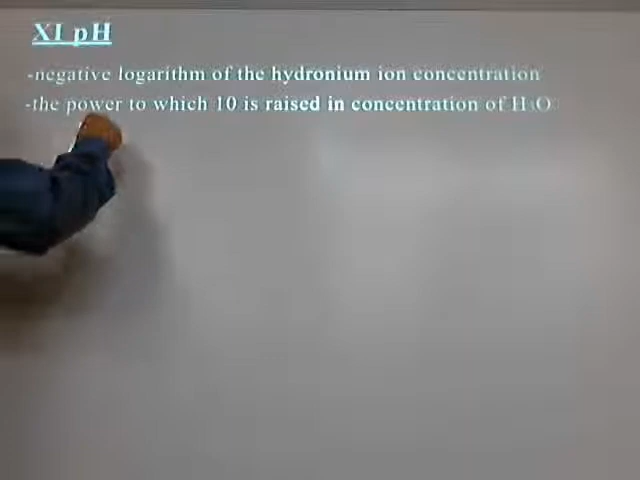 XI pH
-negative logarithm of the hydronium ion concentration
-the power to which 10 is raised in concentration of H₃O